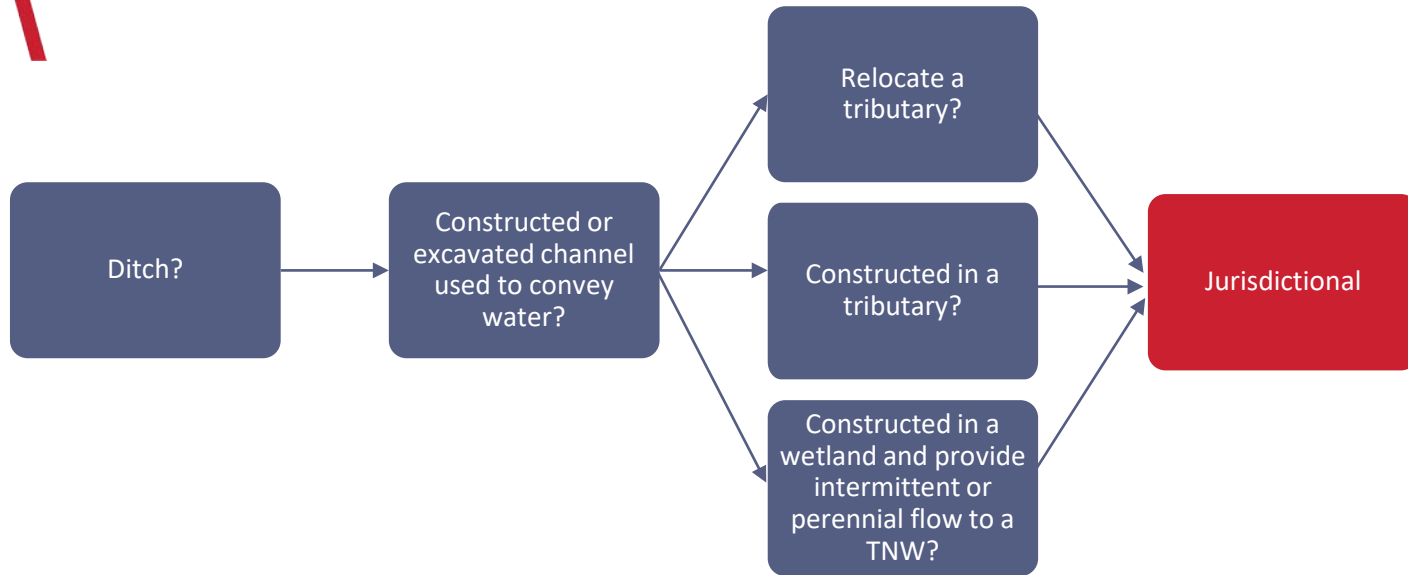 Ditch?
Constructed or
excavated channel
used to convey
water?
Relocate a
tributary?
Constructed in a
tributary?
Constructed in a
wetland and provide
intermittent or
perennial flow to a
TNW?
Jurisdictional